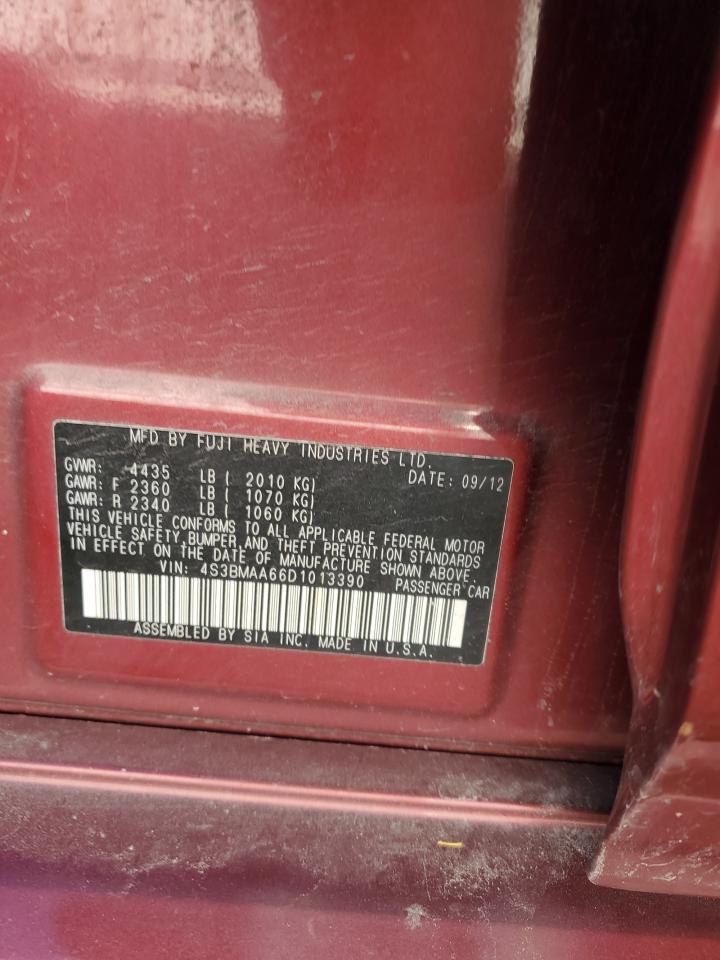 MFD BY FUJI HEAVY INDUSTRIES LTD.
GVWR: 4435 LB ( 2010 KG) DATE: 09/12
GAWR: F 2360 LB ( 1070 KG)
GAWR: R 2340 LB ( 1060 KG)
THIS VEHICLE CONFORMS TO ALL APPLICABLE FEDERAL MOTOR
VEHICLE SAFETY, BUMPER, AND THEFT PREVENTION STANDARDS
IN EFFECT ON THE DATE OF MANUFACTURE SHOWN ABOVE.
VIN: 4S3BMAA66D1013390 PASSENGER CAR
ASSEMBLED BY SIA INC. MADE IN U.S.A.